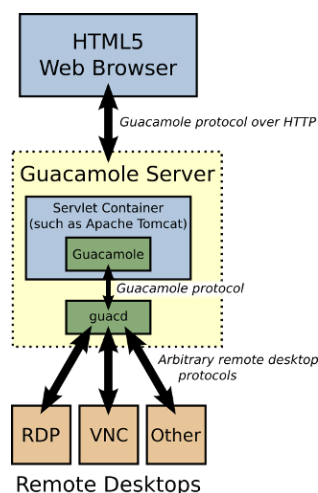 HTML5
Web Browser
Guacamole protocol over HTTP
Guacamole Server
Servlet Container
(such as Apache Tomcat)
Guacamole
Guacamole protocol
guacd
Arbitrary remote desktop
protocols
RDP
VNC
Other
Remote Desktops